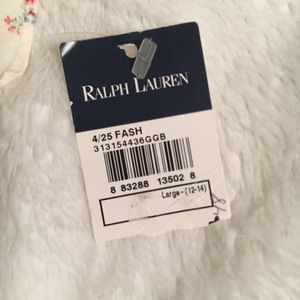 RALPH LAUREN
4/25 FASH
313154436GGB
8 83288 13502 8
Large - (12-14)